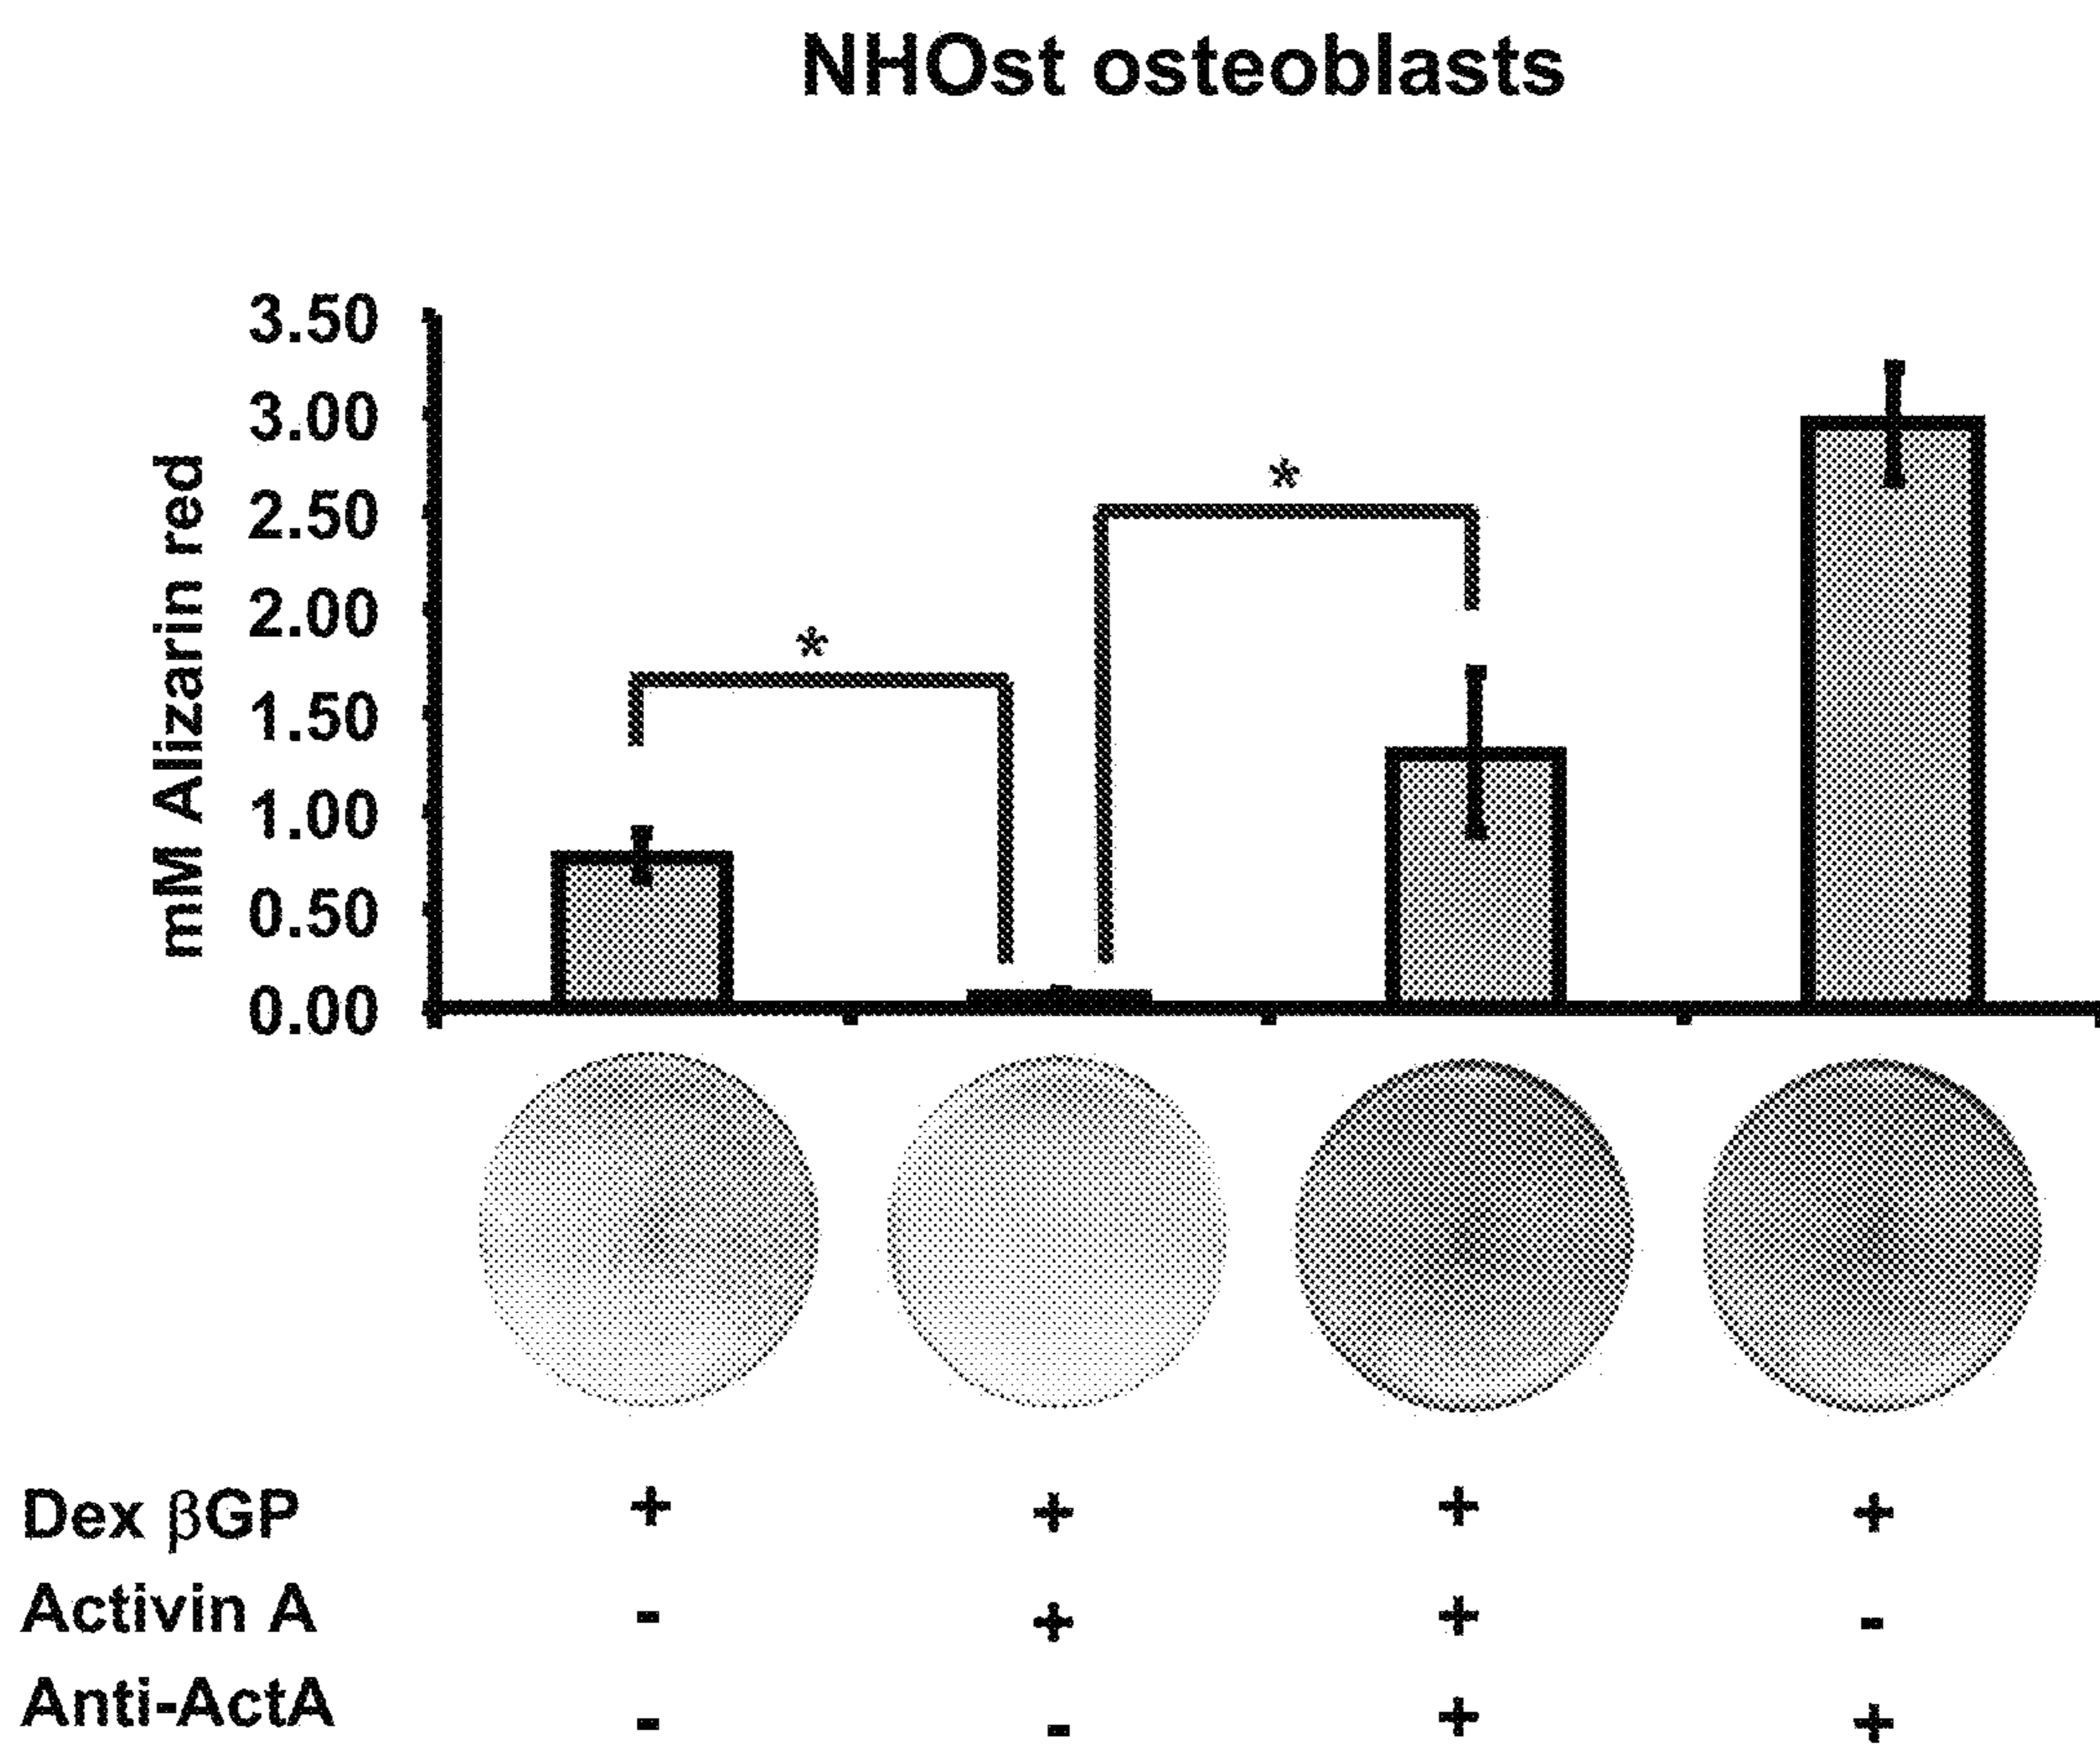 NHOst osteoblasts
mM Alizarin red
3.50
3.00
2.50
2.00
1.50
1.00
0.50
0.00
*
*
Dex βGP + + + +
Activin A - + + -
Anti-ActA - - + +